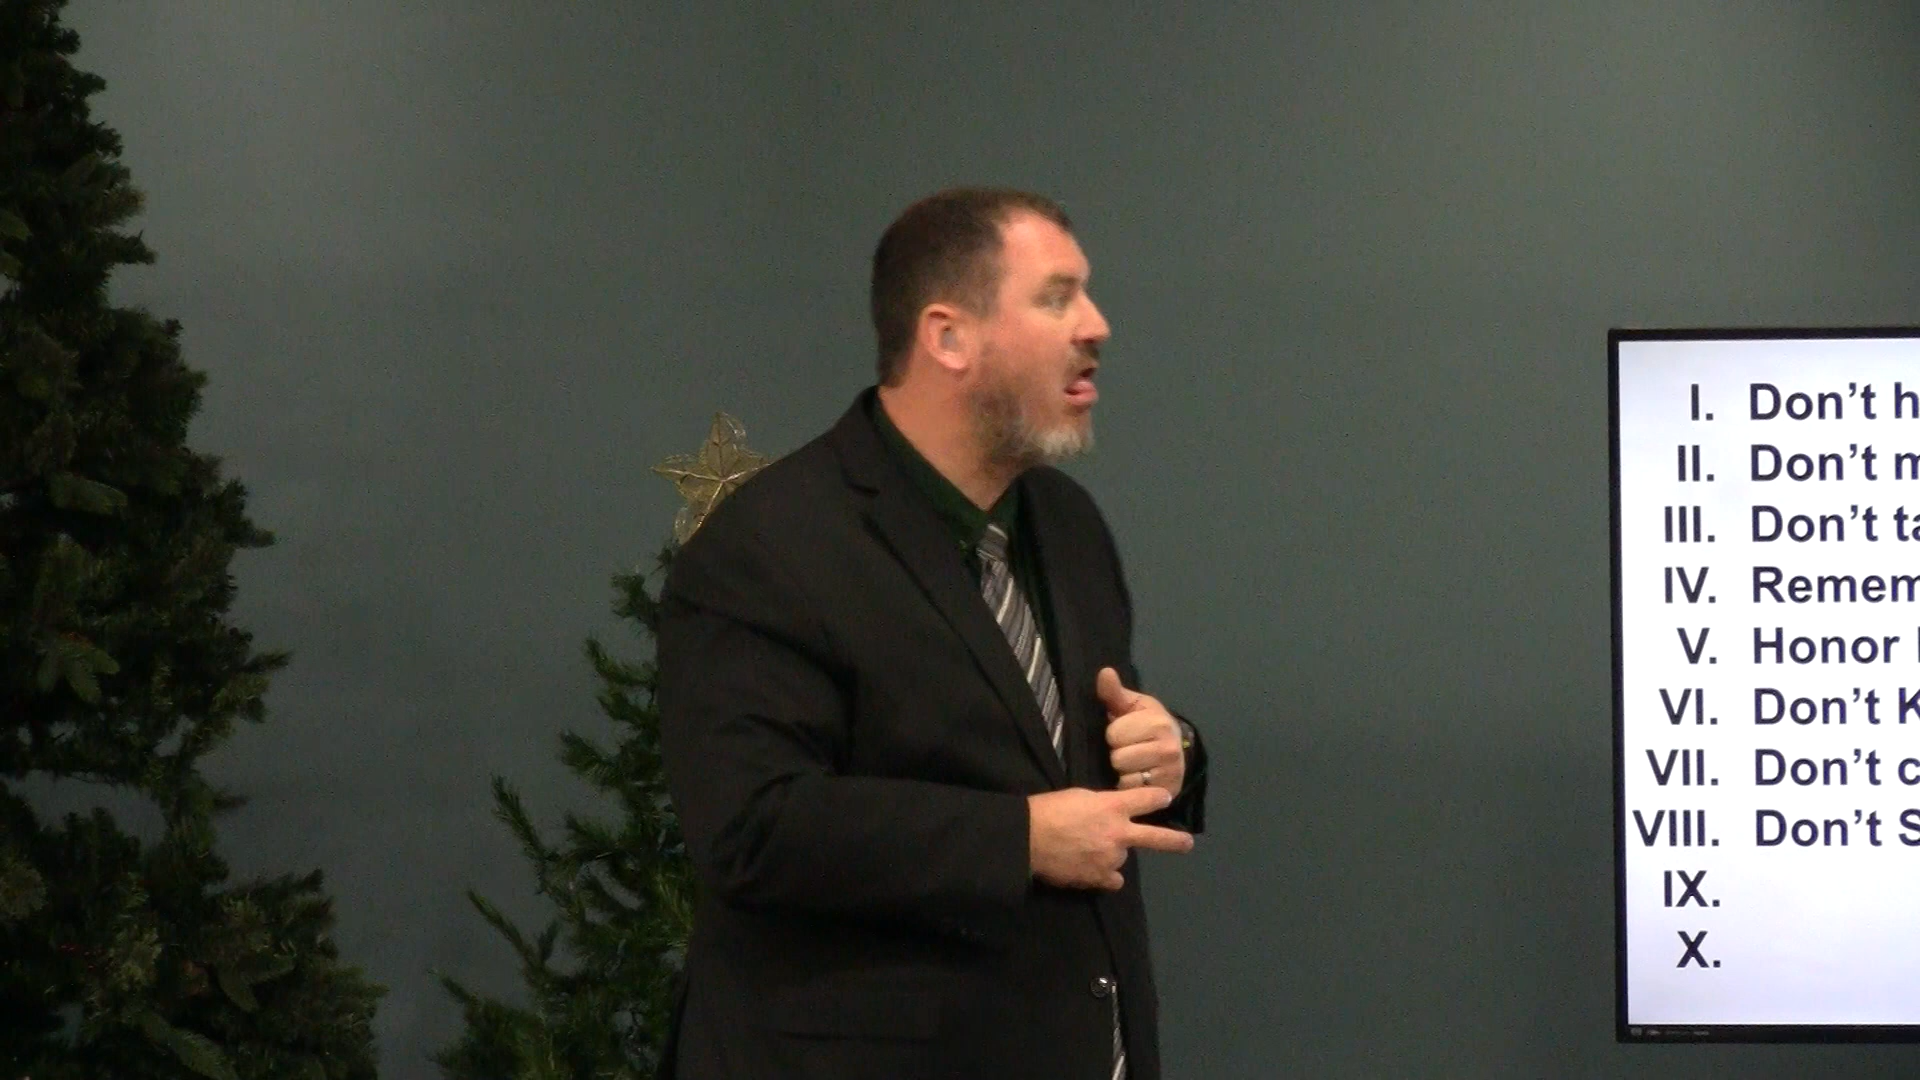 I. Don't h
II. Don't m
III. Don't ta
IV. Remem
V. Honor
VI. Don't K
VII. Don't c
VIII. Don't S
IX.
X.